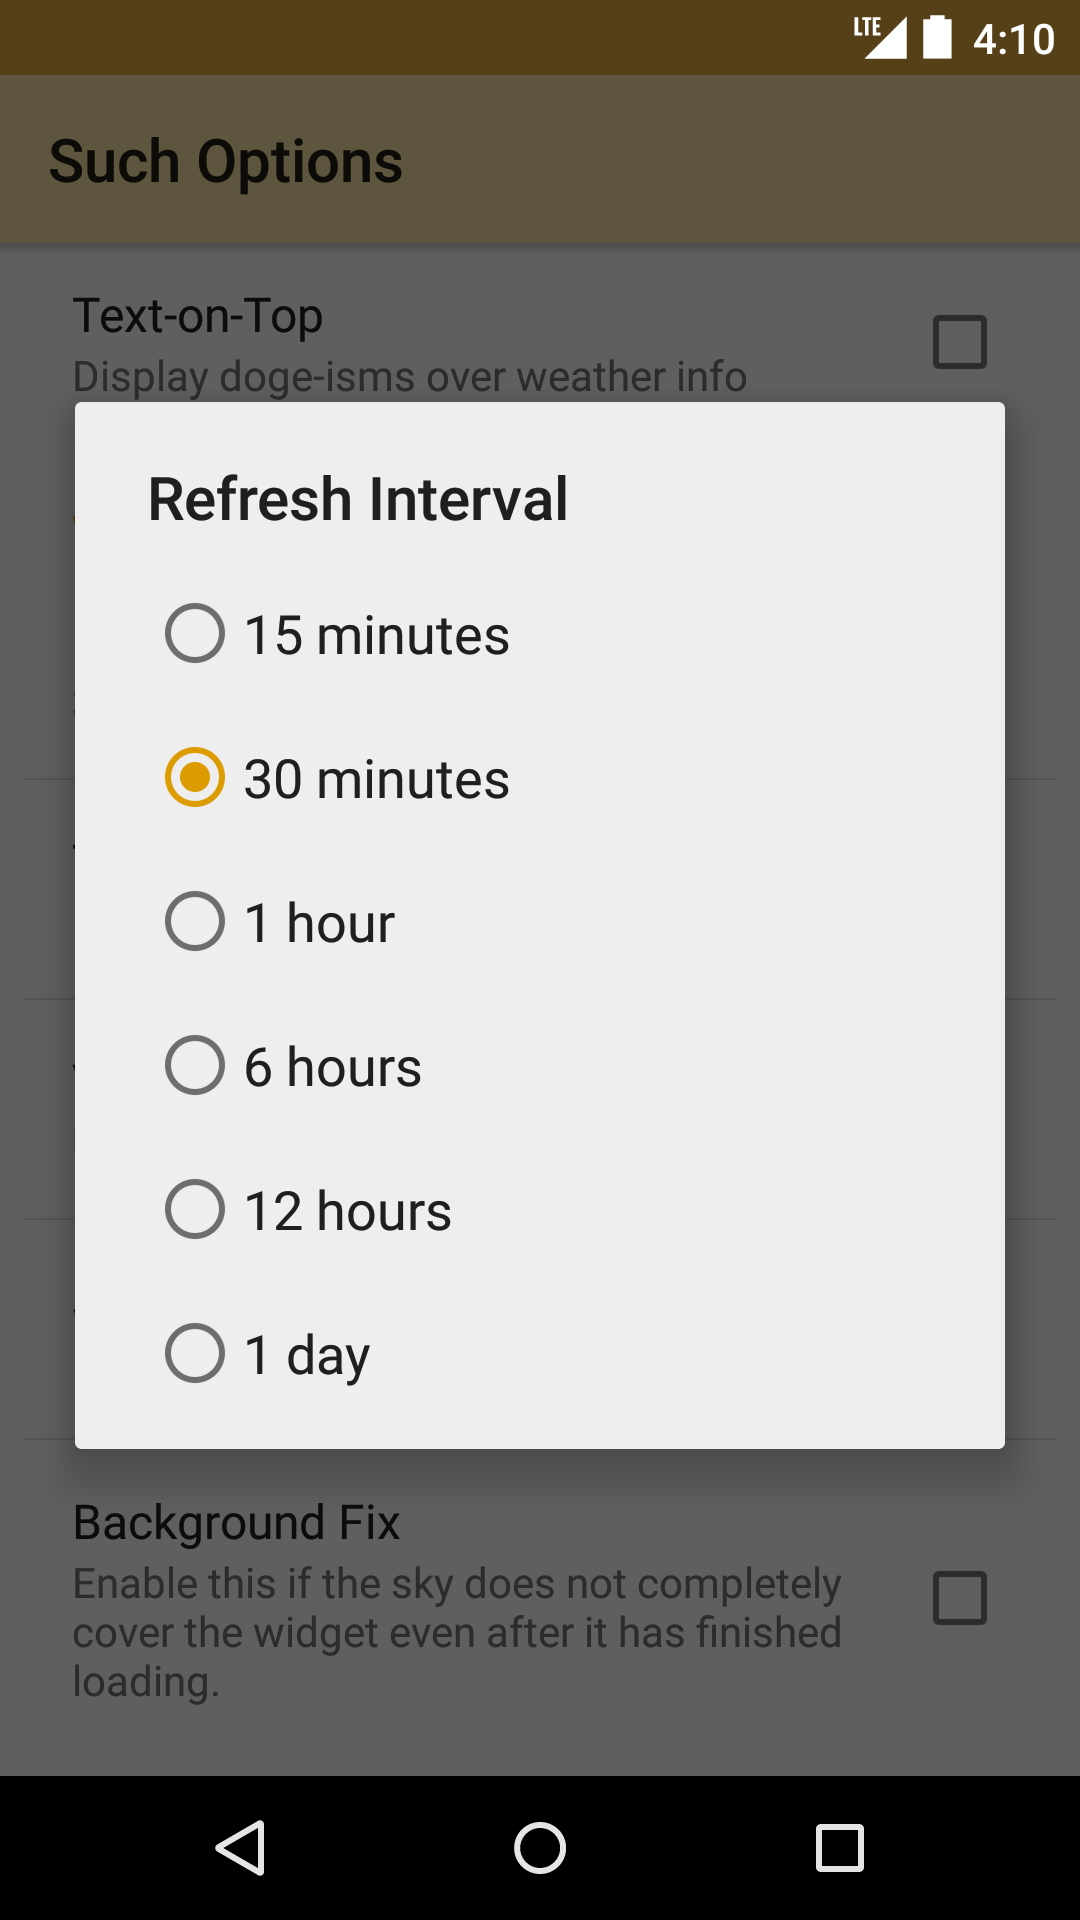 LTE 4:10
Such Options
Text-on-Top
Display doge-isms over weather info
Refresh Interval
15 minutes
30 minutes
1 hour
6 hours
12 hours
1 day
Background Fix
Enable this if the sky does not completely
cover the widget even after it has finished
loading.